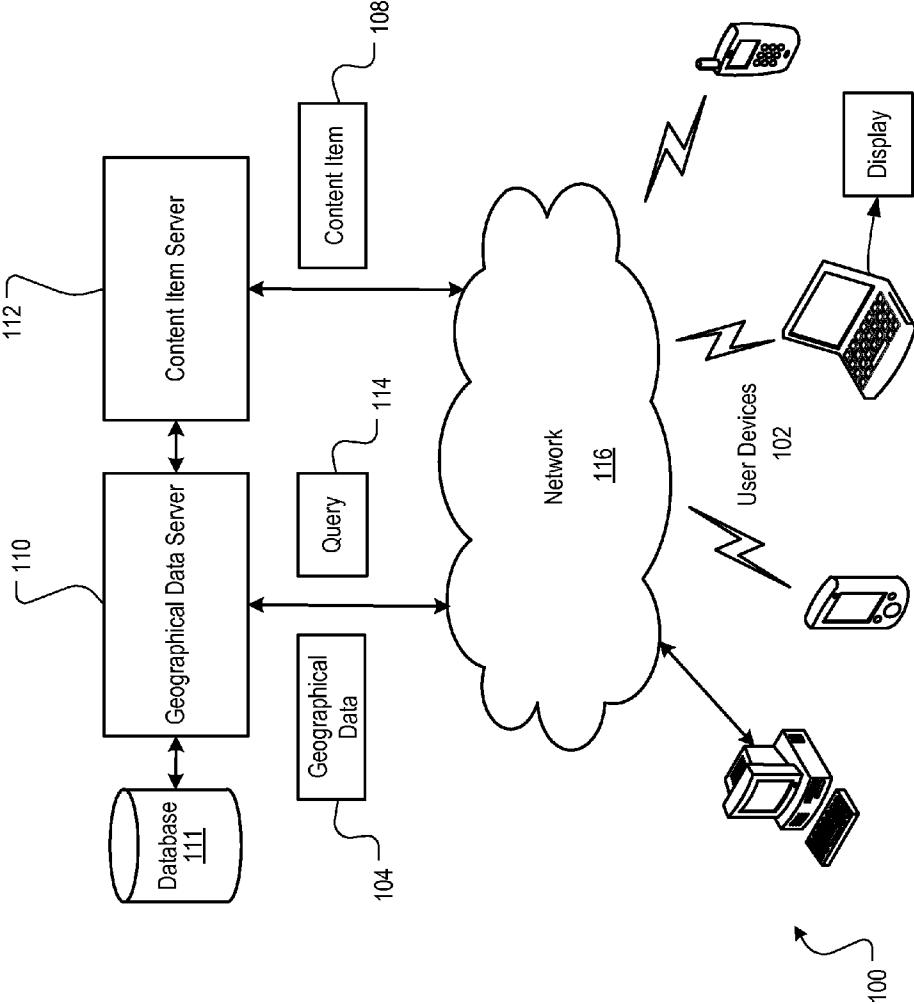 112
110
Content Item Server
Geographical Data Server
Database
111
108
Content Item
114
Query
Geographical
Data
104
Network
116
User Devices
102
Display
100